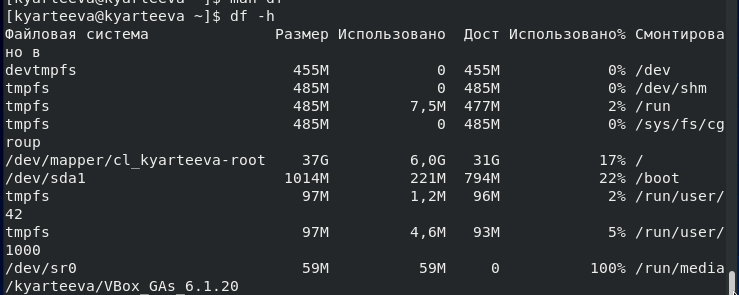 [kyarteeva@kyarteeva ~]$ man df
[kyarteeva@kyarteeva ~]$ df -h
Файловая система Размер Использовано Дост Использовано% Смонтирова
но в
devtmpfs 455M 0 455M 0% /dev
tmpfs 485M 0 485M 0% /dev/shm
tmpfs 485M 7,5M 477M 2% /run
tmpfs 485M 0 485M 0% /sys/fs/cg
roup
/dev/mapper/cl_kyarteeva-root 37G 6,0G 31G 17% /
/dev/sda1 1014M 221M 794M 22% /boot
tmpfs 97M 1,2M 96M 2% /run/user/
42
tmpfs 97M 4,6M 93M 5% /run/user/
1000
/dev/sr0 59M 59M 0 100% /run/media
/kyarteeva/VBox_GAs_6.1.20